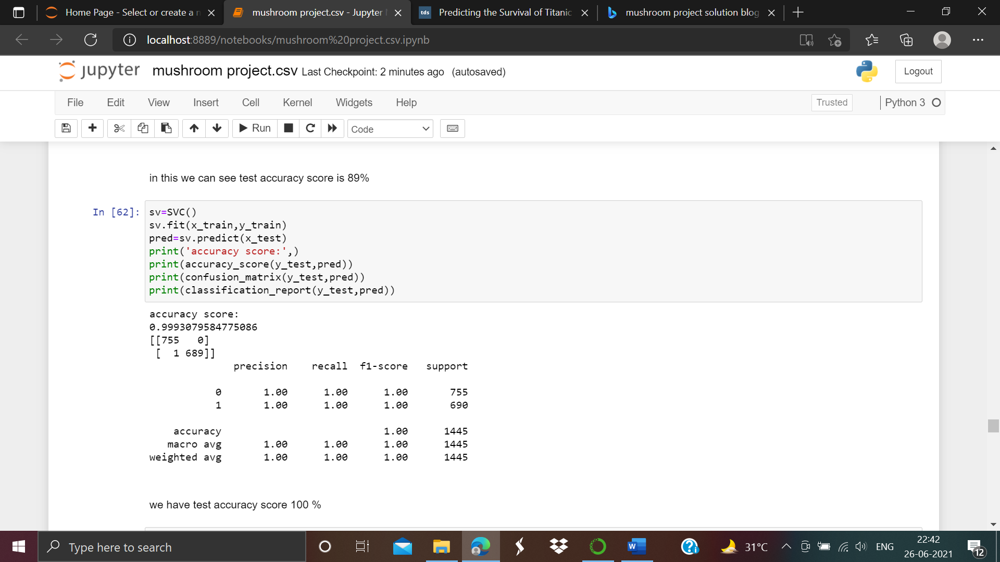 Home Page - Select or create a n
mushroom project.csv - Jupyter
tds Predicting the Survival of Titanic
mushroom project solution blog
localhost:8889/notebooks/mushroom%20project.csv.ipynb
jupyter mushroom project.csv Last Checkpoint: 2 minutes ago (autosaved)
Logout
File Edit View Insert Cell Kernel Widgets Help
Trusted
Python 3
Run
Code
in this we can see test accuracy score is 89%
In [62]:
sv=SVC()
sv.fit(x_train,y_train)
pred=sv.predict(x_test)
print('accuracy score:',)
print(accuracy_score(y_test,pred))
print(confusion_matrix(y_test,pred))
print(classification_report(y_test,pred))
accuracy score:
0.9993079584775086
[[755   0]
 [  1 689]]
precision recall f1-score support
0 1.00 1.00 1.00 755
1 1.00 1.00 1.00 690
accuracy 1.00 1445
macro avg 1.00 1.00 1.00 1445
weighted avg 1.00 1.00 1.00 1445
we have test accuracy score 100 %
Type here to search
W
31°C
ENG
22:42
26-06-2021
12